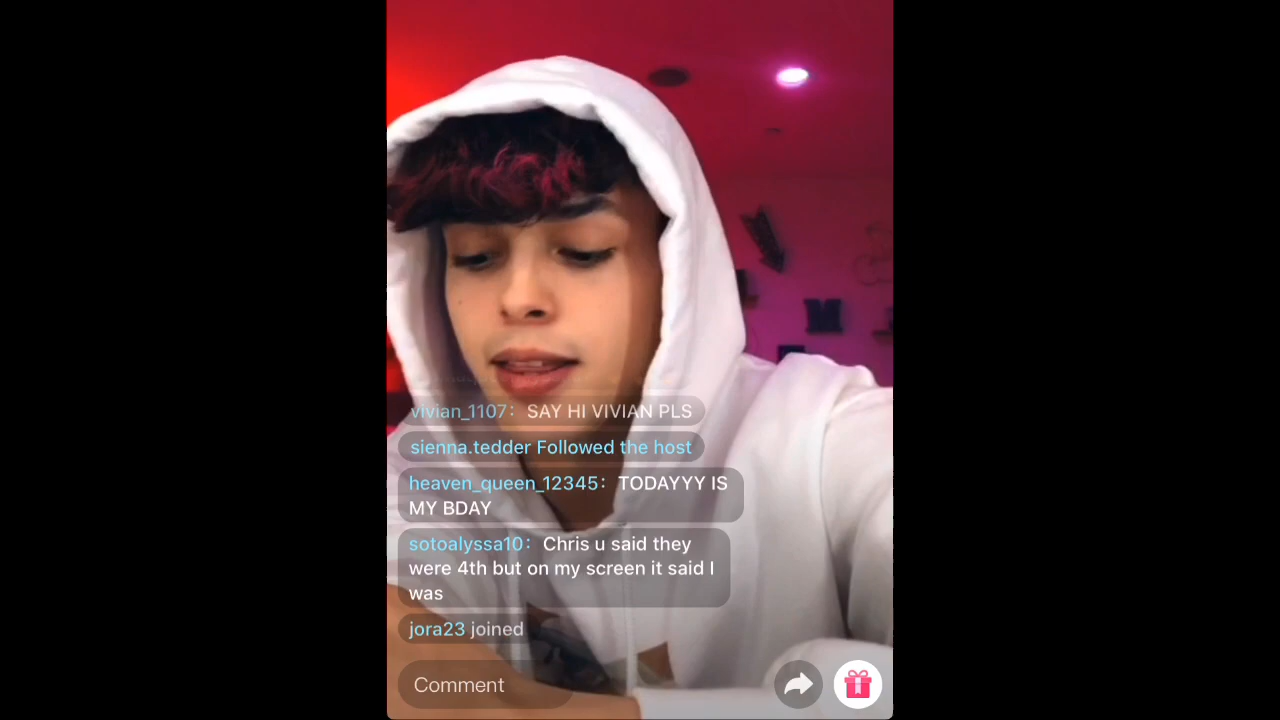 vivian_1107: SAY HI VIVIAN PLS
sienna.tedder Followed the host
heaven_queen_12345: TODAYYY IS
MY BDAY
sotoalyssa10: Chris u said they
were 4th but on my screen it said I
was
jora23 joined
Comment